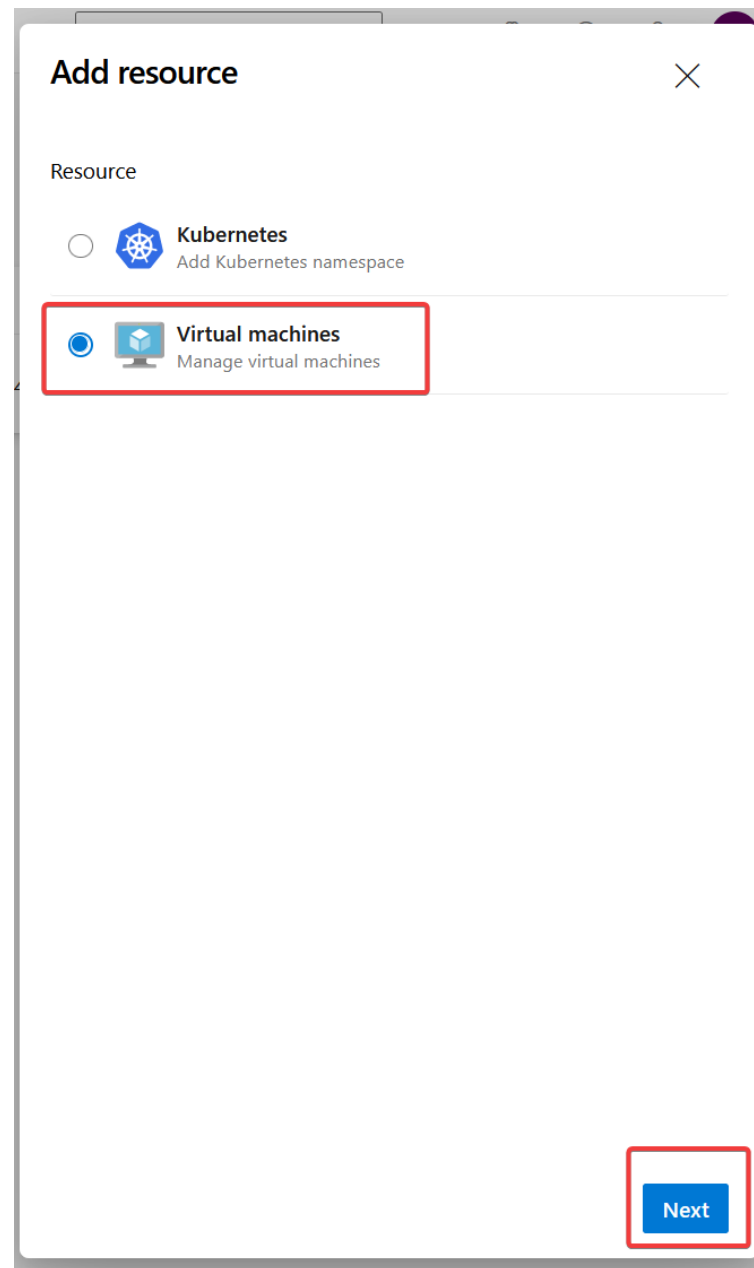 Add resource
Resource
Kubernetes
Add Kubernetes namespace
Virtual machines
Manage virtual machines
Next